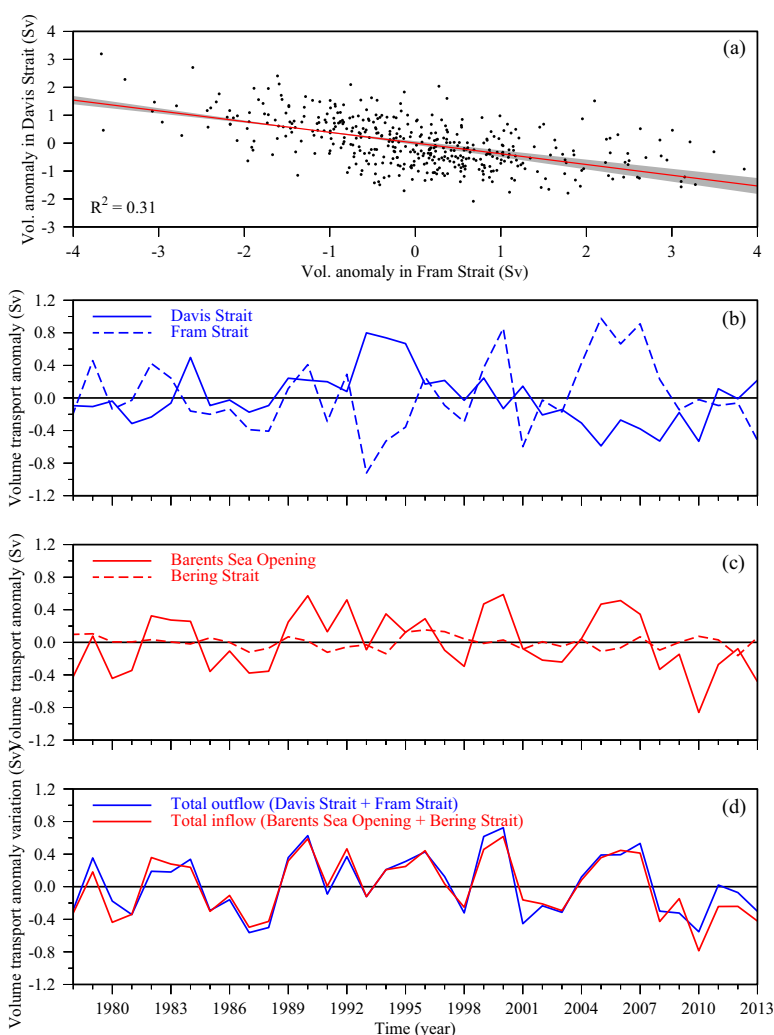 (a)
Vol. anomaly in Davis Strait (Sv)
4
3
2
1
0
-1
-2
-3
R² = 0.31
-4 -3 -2 -1 0 1 2 3 4
Vol. anomaly in Fram Strait (Sv)
(b)
Volume transport anomaly (Sv)
1.2
0.8
0.4
0.0
-0.4
-0.8
-1.2
Davis Strait
Fram Strait
(c)
Volume transport anomaly (Sv)
1.2
0.8
0.4
0.0
-0.4
-0.8
-1.2
Barents Sea Opening
Bering Strait
(d)
Volume transport anomaly variation (Sv)
1.2
0.8
0.4
0.0
-0.4
-0.8
-1.2
Total outflow (Davis Strait + Fram Strait)
Total inflow (Barents Sea Opening + Bering Strait)
1980 1983 1986 1989 1992 1995 1998 2001 2004 2007 2010 2013
Time (year)